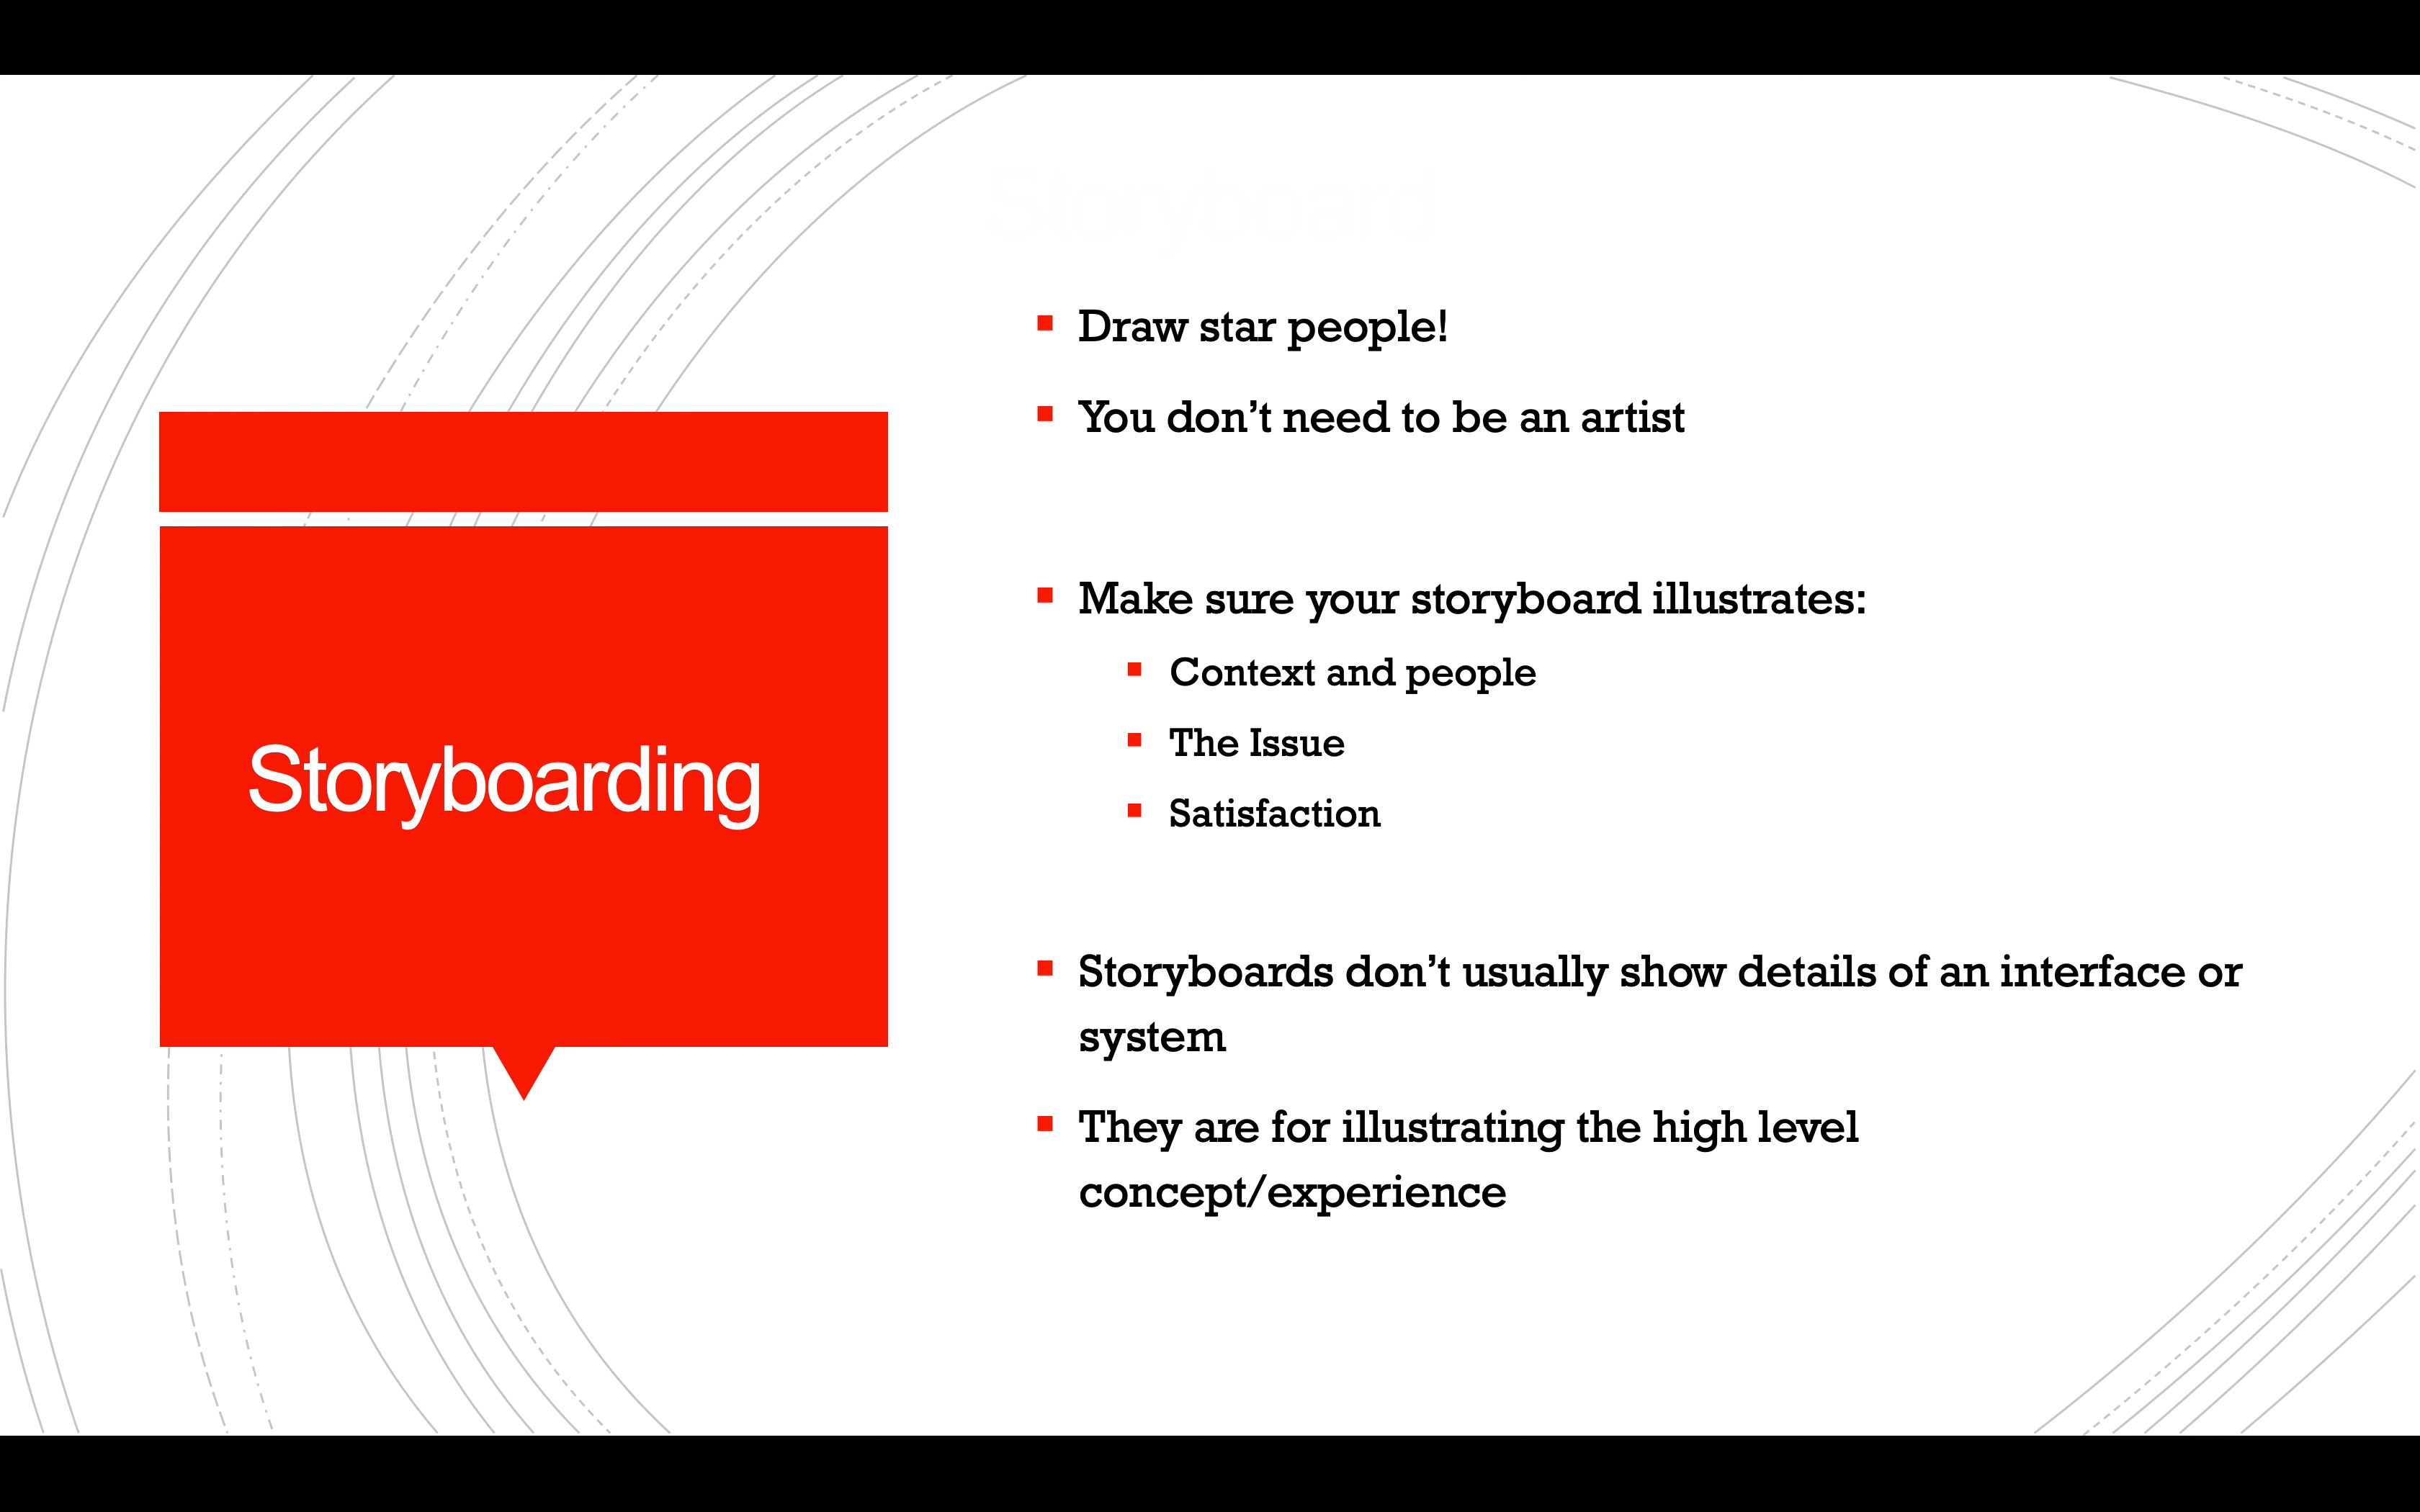 Storyboarding
Draw star people!
You don’t need to be an artist
Make sure your storyboard illustrates:
Context and people
The Issue
Satisfaction
Storyboards don’t usually show details of an interface or
system
They are for illustrating the high level
concept/experience